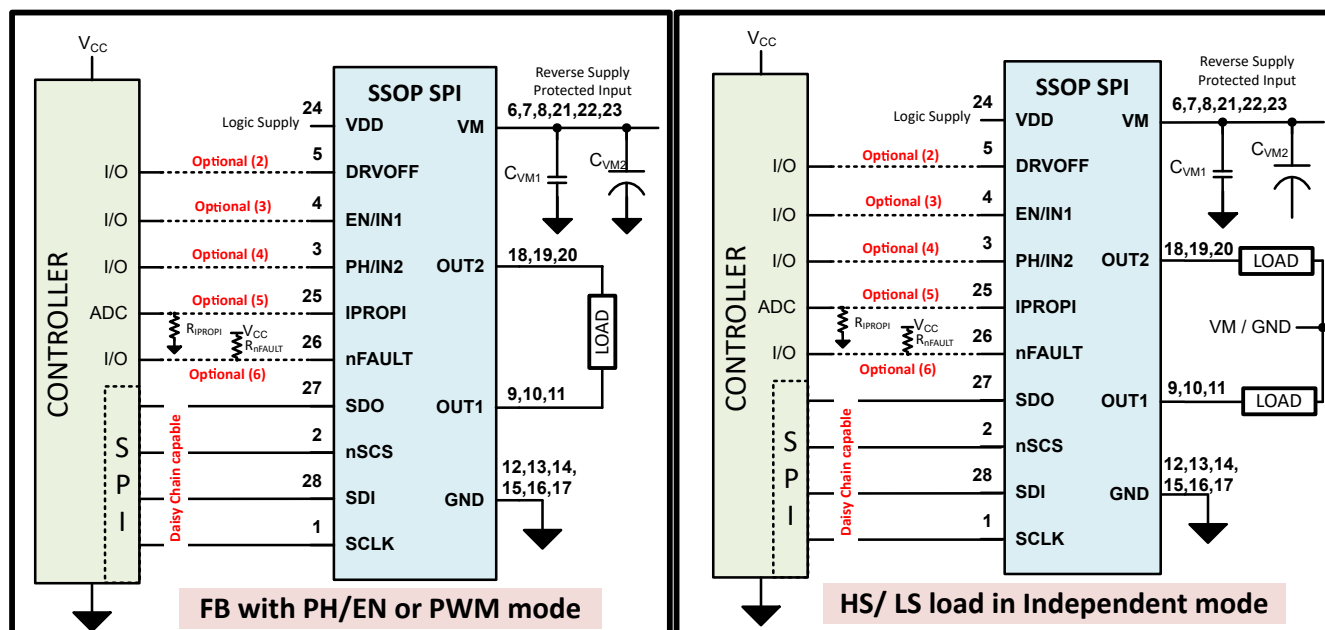 VCC
CONTROLLER
I/O
I/O
I/O
ADC
I/O
SPI
Logic Supply
24
Optional (2)
5
Optional (3)
4
Optional (4)
3
Optional (5)
25
RIPROPI
VCC
RnFAULT
26
Optional (6)
27
2
28
1
Daisy Chain capable
SSOP SPI
VDD
DRVOFF
EN/IN1
PH/IN2
IPROPI
nFAULT
SDO
nSCS
SDI
SCLK
VM
OUT2
OUT1
GND
Reverse Supply
Protected Input
6,7,8,21,22,23
CVM1
CVM2
18,19,20
LOAD
9,10,11
12,13,14,
15,16,17
FB with PH/EN or PWM mode
VCC
CONTROLLER
I/O
I/O
I/O
ADC
I/O
SPI
Logic Supply
24
Optional (2)
5
Optional (3)
4
Optional (4)
3
Optional (5)
25
RIPROPI
VCC
RnFAULT
26
Optional (6)
27
2
28
1
Daisy Chain capable
SSOP SPI
VDD
DRVOFF
EN/IN1
PH/IN2
IPROPI
nFAULT
SDO
nSCS
SDI
SCLK
VM
OUT2
OUT1
GND
Reverse Supply
Protected Input
6,7,8,21,22,23
CVM1
CVM2
18,19,20
LOAD
VM / GND
9,10,11
LOAD
12,13,14,
15,16,17
HS/ LS load in Independent mode